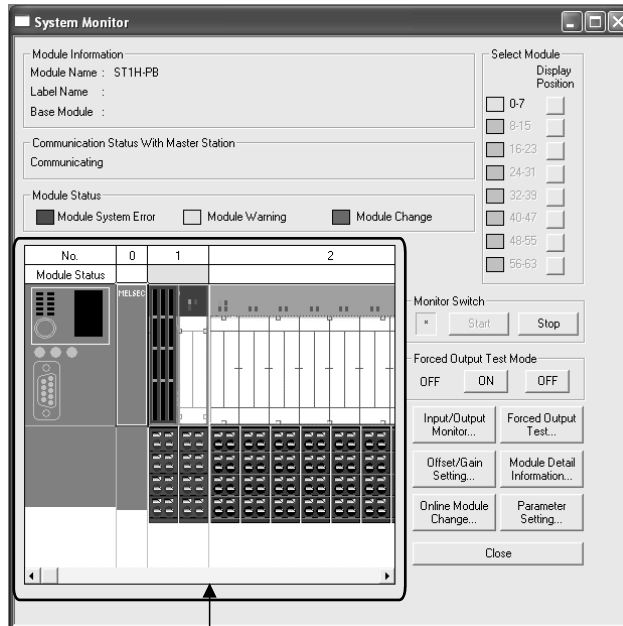 System Monitor
Module Information
Module Name : ST1H-PB
Label Name :
Base Module :
Communication Status With Master Station
Communicating
Module Status
Module System Error
Module Warning
Module Change
Select Module
Display Position
0-7
8-15
16-23
24-31
32-39
40-47
48-55
56-63
No. 0 1 2
Module Status
MELSEC
Monitor Switch
* Start Stop
Forced Output Test Mode
OFF ON OFF
Input/Output Monitor...
Forced Output Test...
Offset/Gain Setting...
Module Detail Information...
Online Module Change...
Parameter Setting...
Close